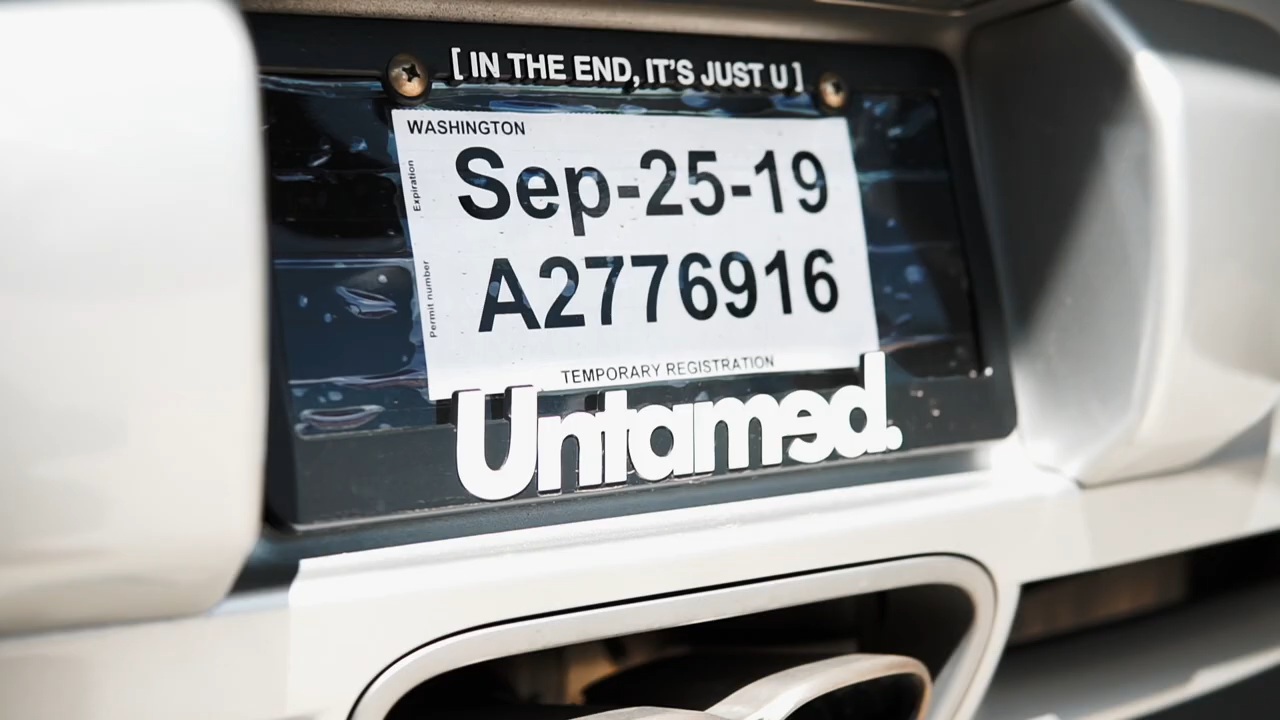 [ IN THE END, IT'S JUST U ]
WASHINGTON
Expiration
Sep-25-19
Permit number
A2776916
TEMPORARY REGISTRATION
Untamed.